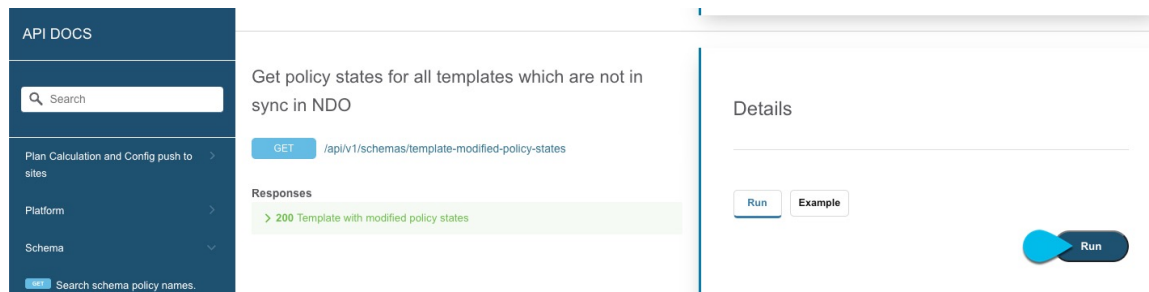 API DOCS
Search
Plan Calculation and Config push to
sites
Platform
Schema
GET Search schema policy names.
Get policy states for all templates which are not in
sync in NDO
GET /api/v1/schemas/template-modified-policy-states
Responses
> 200 Template with modified policy states
Details
Run Example
Run